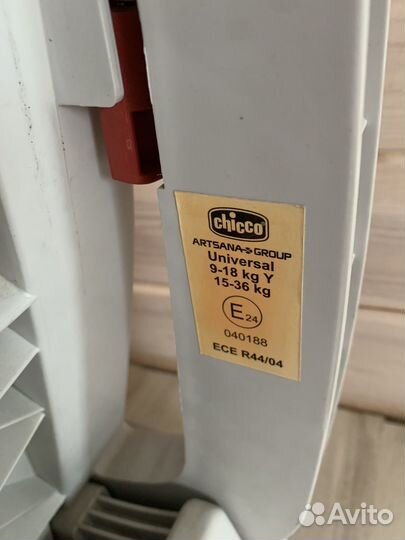 chicco
ARTSANA GROUP
Universal
9-18 kg Y
15-36 kg
E24
040188
ECE R44/04
Avito